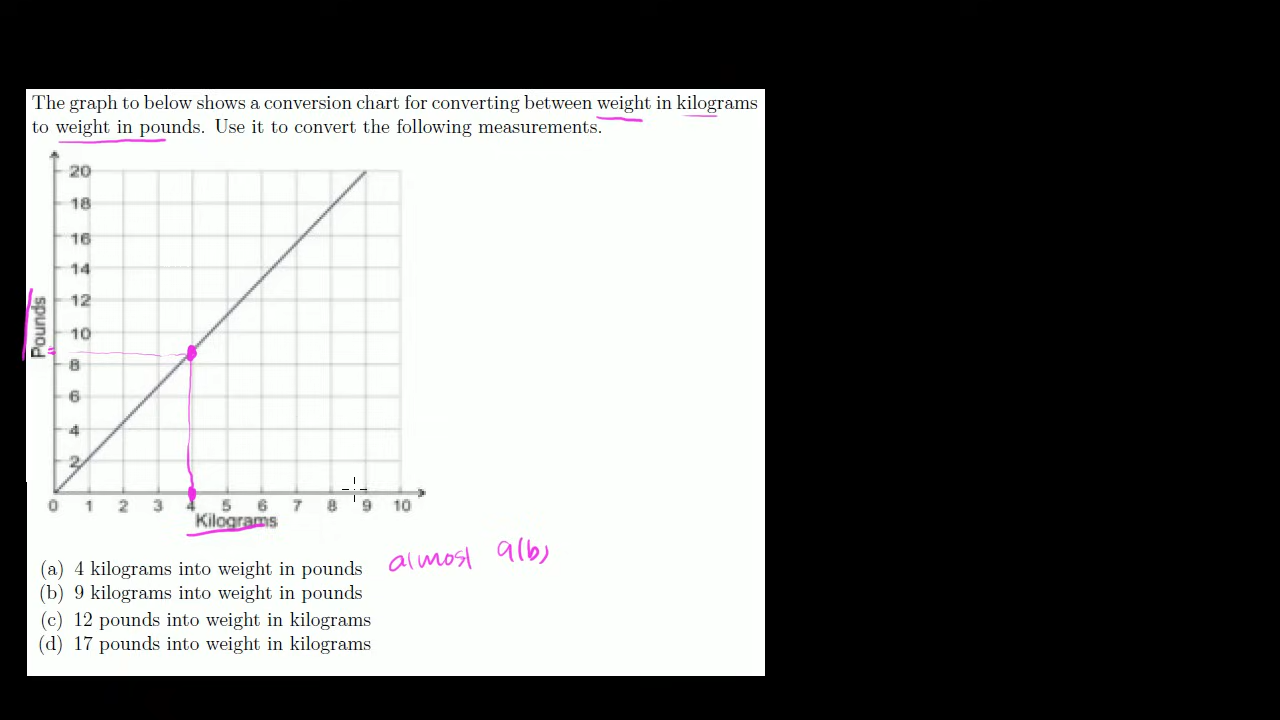 The graph to below shows a conversion chart for converting between weight in kilograms
to weight in pounds. Use it to convert the following measurements.
20
18
16
14
12
10
8
6
4
2
Pounds
0 1 2 3 4 5 6 7 8 9 10
Kilograms
(a) 4 kilograms into weight in pounds almost 9lb)
(b) 9 kilograms into weight in pounds
(c) 12 pounds into weight in kilograms
(d) 17 pounds into weight in kilograms